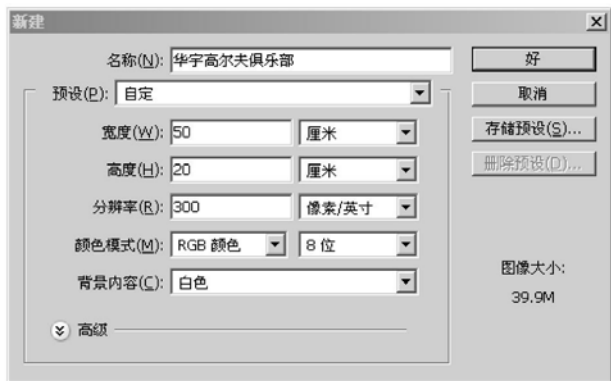 新建
名称(N): 华宇高尔夫俱乐部
好
预设(P): 自定
取消
宽度(W): 50 厘米
存储预设(S)...
高度(H): 20 厘米
删除预设(D)...
分辨率(R): 300 像素/英寸
颜色模式(M): RGB 颜色 8 位
背景内容(C): 白色
图像大小:
39.9M
高级